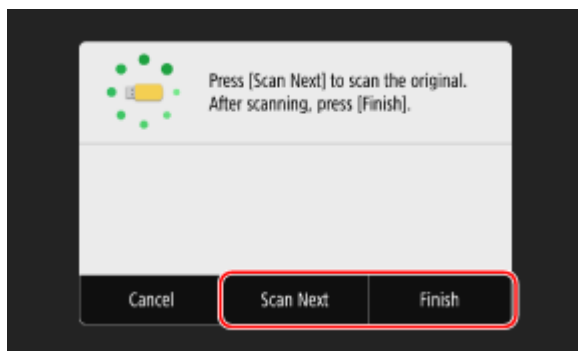 Press [Scan Next] to scan the original.
After scanning, press [Finish].
Cancel
Scan Next
Finish